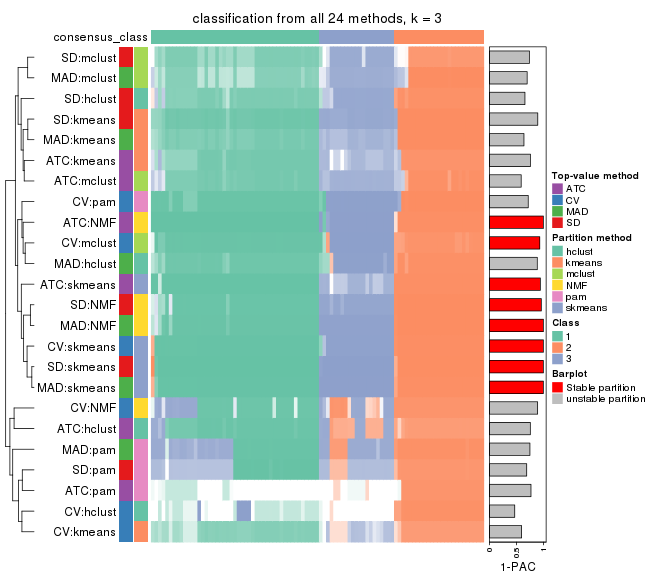 classification from all 24 methods, k = 3
consensus_class
SD:mclust
MAD:mclust
SD:hclust
SD:kmeans
MAD:kmeans
ATC:kmeans
ATC:mclust
CV:pam
ATC:NMF
CV:mclust
MAD:hclust
ATC:skmeans
SD:NMF
MAD:NMF
CV:skmeans
SD:skmeans
MAD:skmeans
CV:NMF
ATC:hclust
MAD:pam
SD:pam
ATC:pam
CV:hclust
CV:kmeans
0
0.5
1
1-PAC
Top-value method
ATC
CV
MAD
SD
Partition method
hclust
kmeans
mclust
NMF
pam
skmeans
Class
1
2
3
Barplot
Stable partition
unstable partition